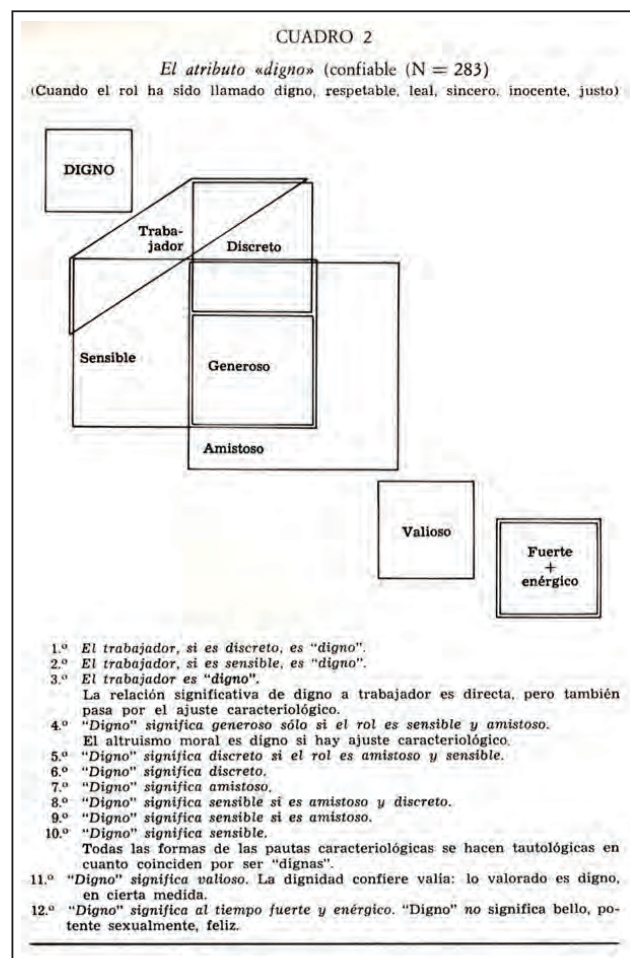 CUADRO 2
El atributo «digno» (confiable (N = 283)
(Cuando el rol ha sido llamado digno, respetable, leal, sincero, inocente, justo)
DIGNO
Traba-
jador
Discreto
Sensible
Generoso
Amistoso
Valioso
Fuerte
+
enérgico
1.º El trabajador, si es discreto, es "digno".
2.º El trabajador, si es sensible, es "digno".
3.º El trabajador es "digno".
La relación significativa de digno a trabajador es directa, pero también
pasa por el ajuste caracteriológico.
4.º "Digno" significa generoso sólo si el rol es sensible y amistoso.
El altruismo moral es digno si hay ajuste caracteriológico.
5.º "Digno" significa discreto si el rol es amistoso y sensible.
6.º "Digno" significa discreto.
7.º "Digno" significa amistoso.
8.º "Digno" significa sensible si es amistoso y discreto.
9.º "Digno" significa sensible si es amistoso.
10.º "Digno" significa sensible.
Todas las formas de las pautas caracteriológicas se hacen tautológicas en
cuanto coinciden por ser "dignas".
11.º "Digno" significa valioso. La dignidad confiere valía: lo valorado es digno,
en cierta medida.
12.º "Digno" significa al tiempo fuerte y enérgico. "Digno" no significa bello, po-
tente sexualmente, feliz.